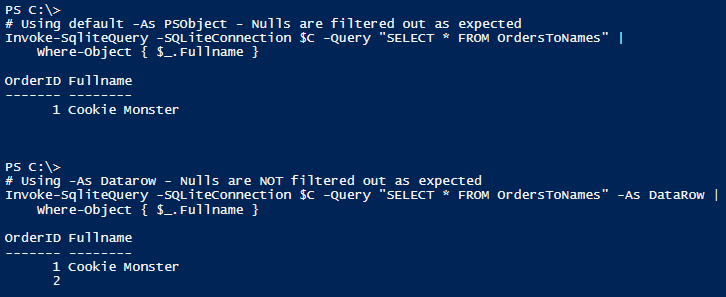 PS C:\>
# Using default -As PSObject - Nulls are filtered out as expected
Invoke-SqliteQuery -SQLiteConnection $C -Query "SELECT * FROM OrdersToNames" |
    Where-Object { $_.Fullname }
OrderID Fullname
------- --------
      1 Cookie Monster
PS C:\>
# Using -As Datarow - Nulls are NOT filtered out as expected
Invoke-SqliteQuery -SQLiteConnection $C -Query "SELECT * FROM OrdersToNames" -As DataRow |
    Where-Object { $_.Fullname }
OrderID Fullname
------- --------
      1 Cookie Monster
      2